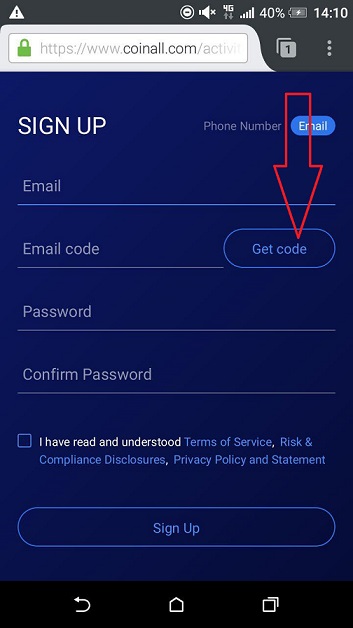 4G 40% 14:10
https://www.coinall.com/activi
1
SIGN UP Phone Number Email
Email
Email code Get code
Password
Confirm Password
I have read and understood Terms of Service, Risk &
Compliance Disclosures, Privacy Policy and Statement
Sign Up